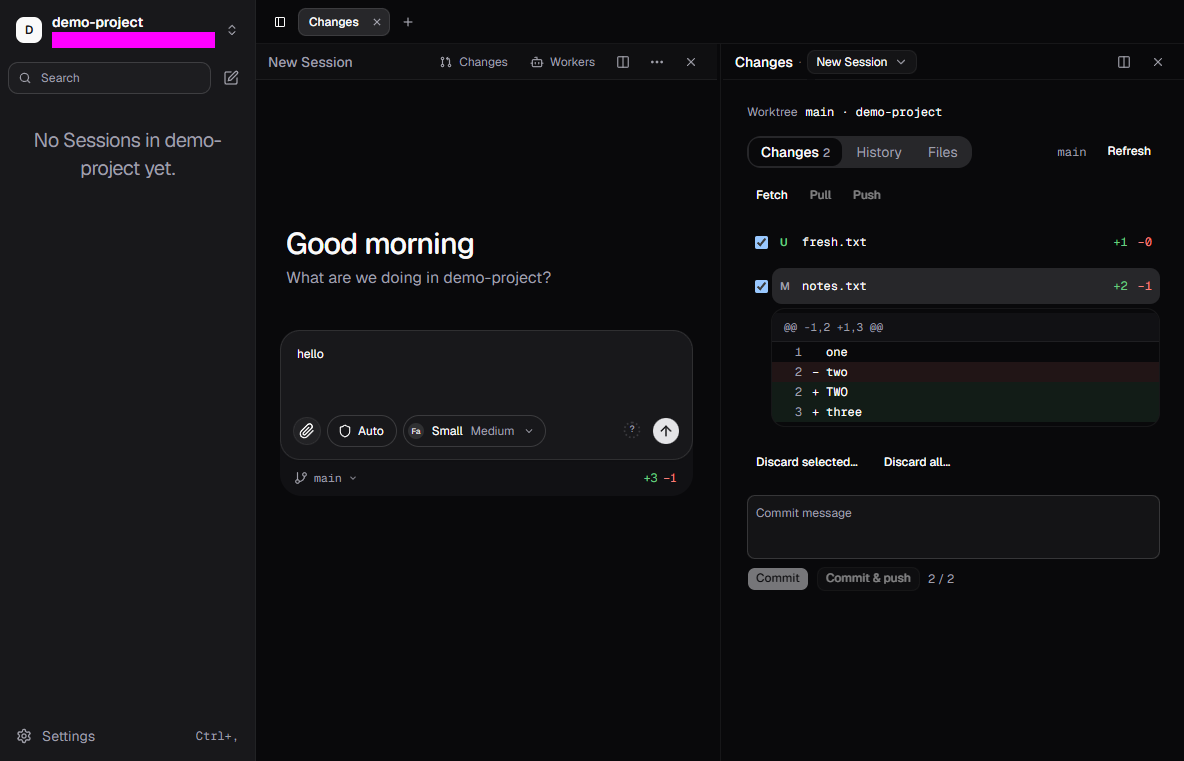 D
demo-project
Search
No Sessions in demo-
project yet.
Settings
Ctrl+,
Changes
New Session
Changes
Workers
Good morning
What are we doing in demo-project?
hello
Auto
Fa
Small Medium
?
main
+3 -1
Changes · New Session
Worktree main · demo-project
Changes 2
History
Files
main
Refresh
Fetch
Pull
Push
U fresh.txt +1 -0
M notes.txt +2 -1
@@ -1,2 +1,3 @@
1 one
2 - two
2 + TWO
3 + three
Discard selected…
Discard all…
Commit message
Commit
Commit & push
2 / 2